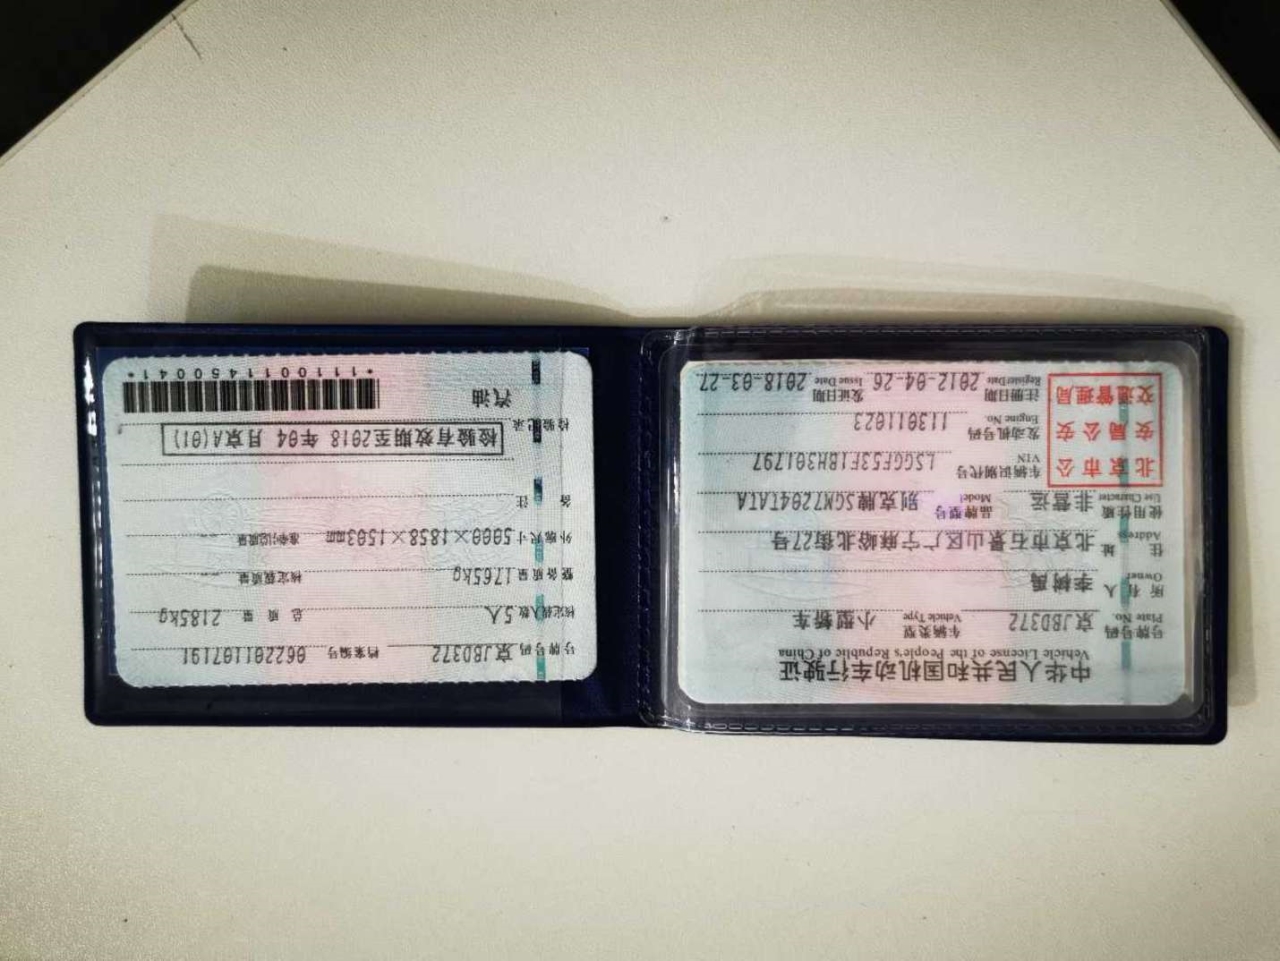 中华人民共和国机动车行驶证
Vehicle License of the People's Republic of China
号牌号码 Plate No. 京JBD372 车辆类型 Vehicle Type 小型轿车
所有人 Owner 李树禹
住址 Address 北京市石景山区广宁麻峪北街27号
使用性质 Use Character 非营运 品牌型号 Model 别克牌SGM7204TATA
北京市公
安局公安
交通管理局
车辆识别代号 VIN LSGGF53F1BH301797
发动机号码 Engine No. 113011023
注册日期 Register Date 2012-04-26 发证日期 Issue Date 2018-03-27
号牌号码 京JBD372 档案编号 062201107191
核定载人数 5人 总质量 2185kg
整备质量 1765kg 核定载质量
外廓尺寸 5000×1858×1503mm 准牵引总质量
备注
检验有效期至2018年04月京A(01)
检验记录
汽油
*1110011450041*